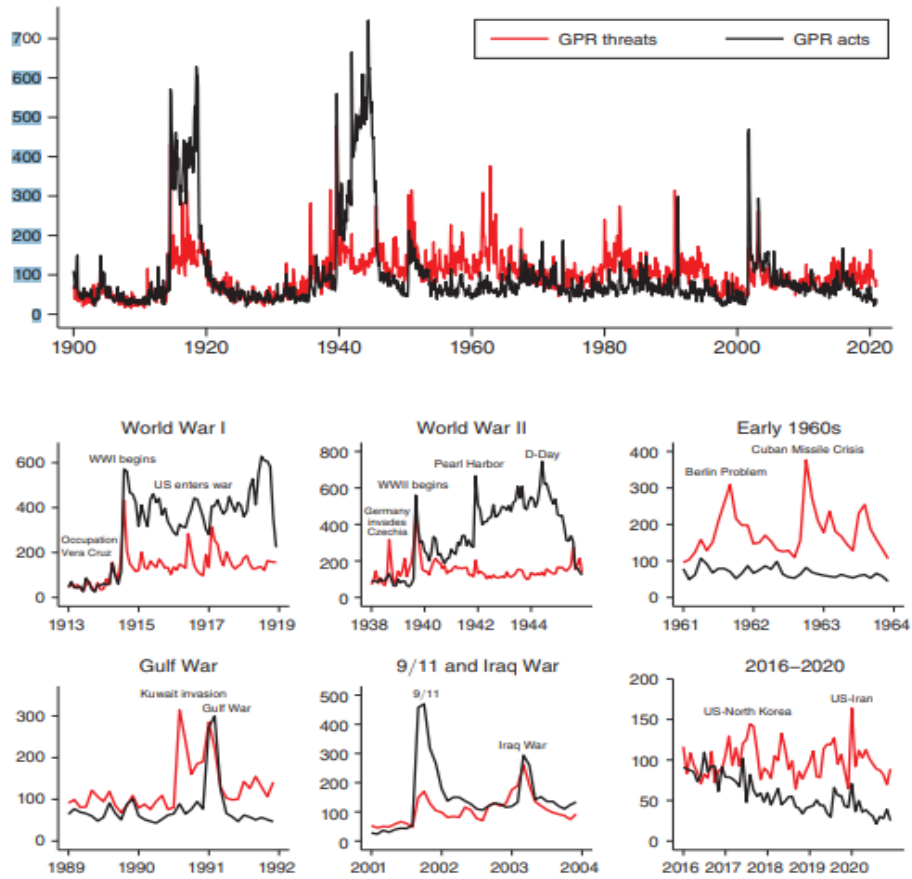 GPR threats GPR acts
700
600
500
400
300
200
100
0
1900 1920 1940 1960 1980 2000 2020
World War I
600
400
200
0
WWI begins
US enters war
Occupation
Vera Cruz
1913 1915 1917 1919
World War II
800
600
400
200
0
Pearl Harbor
D-Day
WWII begins
Germany
invades
Czechia
1938 1940 1942 1944
Early 1960s
400
300
200
100
0
Cuban Missile Crisis
Berlin Problem
1961 1962 1963 1964
Gulf War
300
200
100
0
Kuwait invasion
Gulf War
1989 1990 1991 1992
9/11 and Iraq War
500
400
300
200
100
0
9/11
Iraq War
2001 2002 2003 2004
2016–2020
200
150
100
50
0
US-Iran
US-North Korea
2016 2017 2018 2019 2020